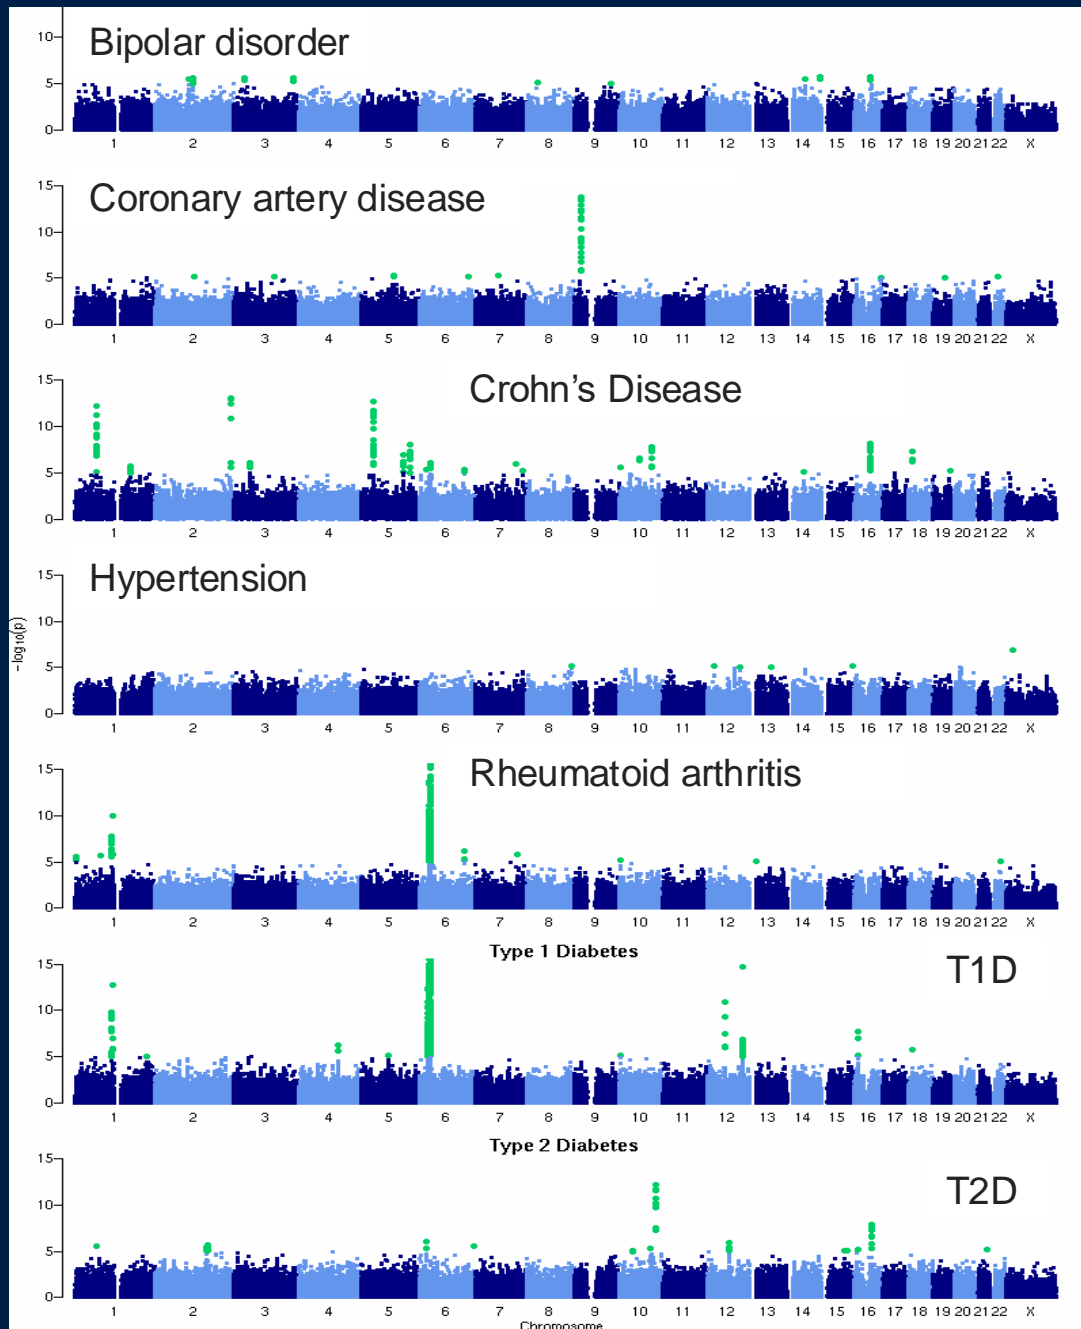 Bipolar disorder
10
5
0
1 2 3 4 5 6 7 8 9 10 11 12 13 14 15 16 17 18 19 20 21 22 X
Coronary artery disease
15
10
5
0
1 2 3 4 5 6 7 8 9 10 11 12 13 14 15 16 17 18 19 20 21 22 X
Crohn’s Disease
15
10
5
0
1 2 3 4 5 6 7 8 9 10 11 12 13 14 15 16 17 18 19 20 21 22 X
Hypertension
15
10
5
0
-log10(p)
1 2 3 4 5 6 7 8 9 10 11 12 13 14 15 16 17 18 19 20 21 22 X
Rheumatoid arthritis
15
10
5
0
1 2 3 4 5 6 7 8 9 10 11 12 13 14 15 16 17 18 19 20 21 22 X
Type 1 Diabetes
T1D
15
10
5
0
1 2 3 4 5 6 7 8 9 10 11 12 13 14 15 16 17 18 19 20 21 22 X
Type 2 Diabetes
T2D
15
10
5
0
1 2 3 4 5 6 7 8 9 10 11 12 13 14 15 16 17 18 19 20 21 22 X
Chromosome